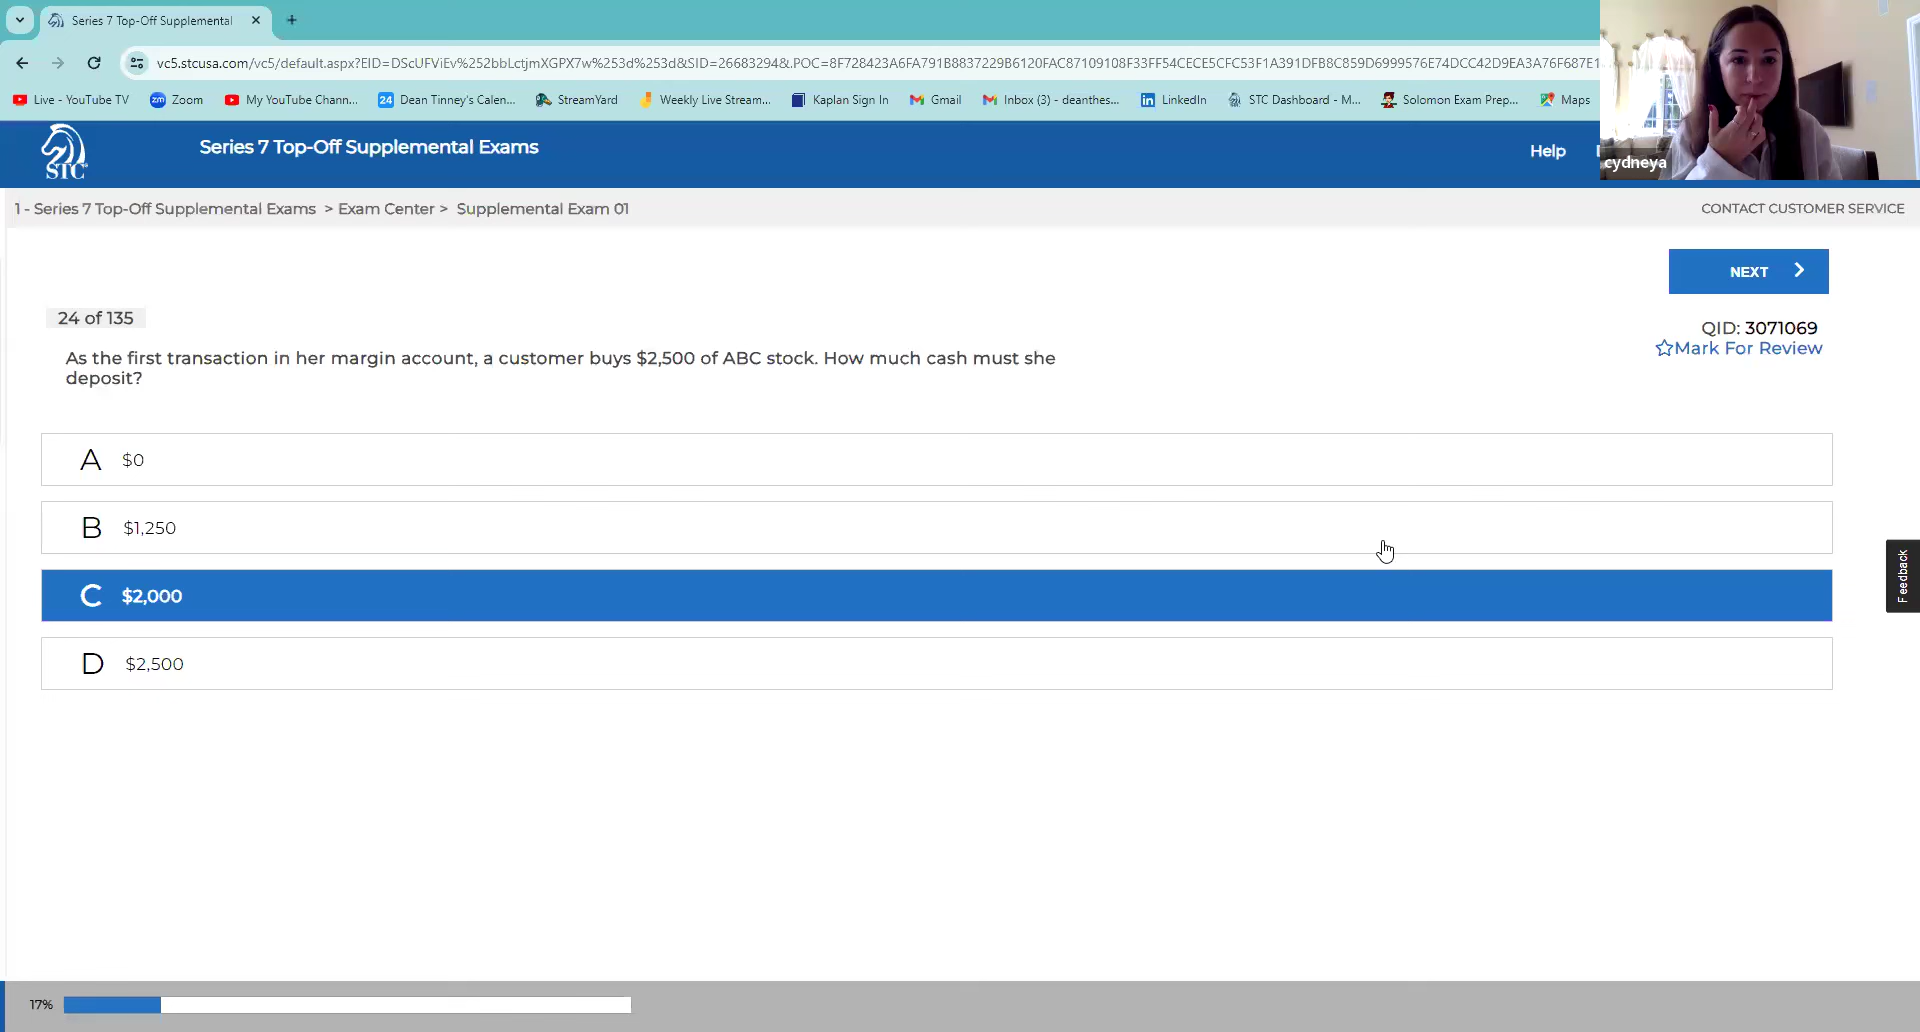 Series 7 Top-Off Supplemental
vc5.stcusa.com/vc5/default.aspx?EID=DScUFViEv%252bbLctjmXGPX7w%253d%253d&SID=26683294&.POC=8F728423A6FA791B8837229B6120FAC87109108F33FF54CECE5CFC53F1A391DFB8C859D6999576E74DCC42D9EA3A76F687E1
Live - YouTube TV
Zoom
My YouTube Chann...
24 Dean Tinney's Calen...
StreamYard
Weekly Live Stream...
Kaplan Sign In
Gmail
Inbox (3) - deanthes...
LinkedIn
STC Dashboard - M...
Solomon Exam Prep...
Maps
STC
Series 7 Top-Off Supplemental Exams
Help
cydneya
1 - Series 7 Top-Off Supplemental Exams > Exam Center > Supplemental Exam 01
CONTACT CUSTOMER SERVICE
NEXT
24 of 135
QID: 3071069
Mark For Review
As the first transaction in her margin account, a customer buys $2,500 of ABC stock. How much cash must she
deposit?
A $0
B $1,250
C $2,000
D $2,500
Feedback
17%